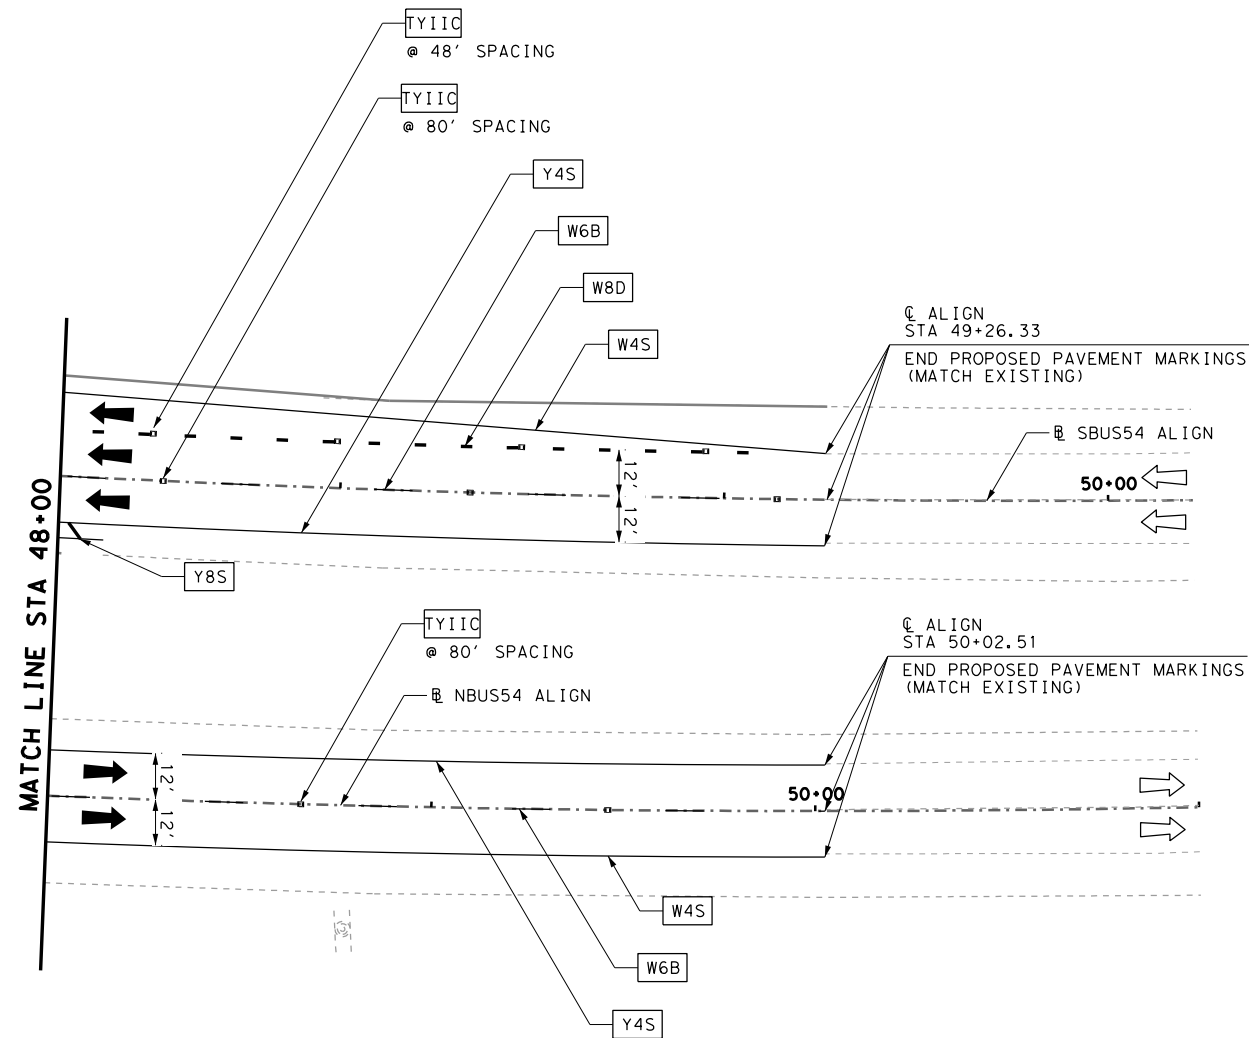 TYIIC
@ 48' SPACING
TYIIC
@ 80' SPACING
Y4S
W6B
W8D
W4S
℄ ALIGN
STA 49+26.33
END PROPOSED PAVEMENT MARKINGS
(MATCH EXISTING)
SBUS54 ALIGN
50+00
12'
12'
MATCH LINE STA 48+00
Y8S
TYIIC
@ 80' SPACING
NBUS54 ALIGN
℄ ALIGN
STA 50+02.51
END PROPOSED PAVEMENT MARKINGS
(MATCH EXISTING)
12'
12'
50+00
W4S
W6B
Y4S